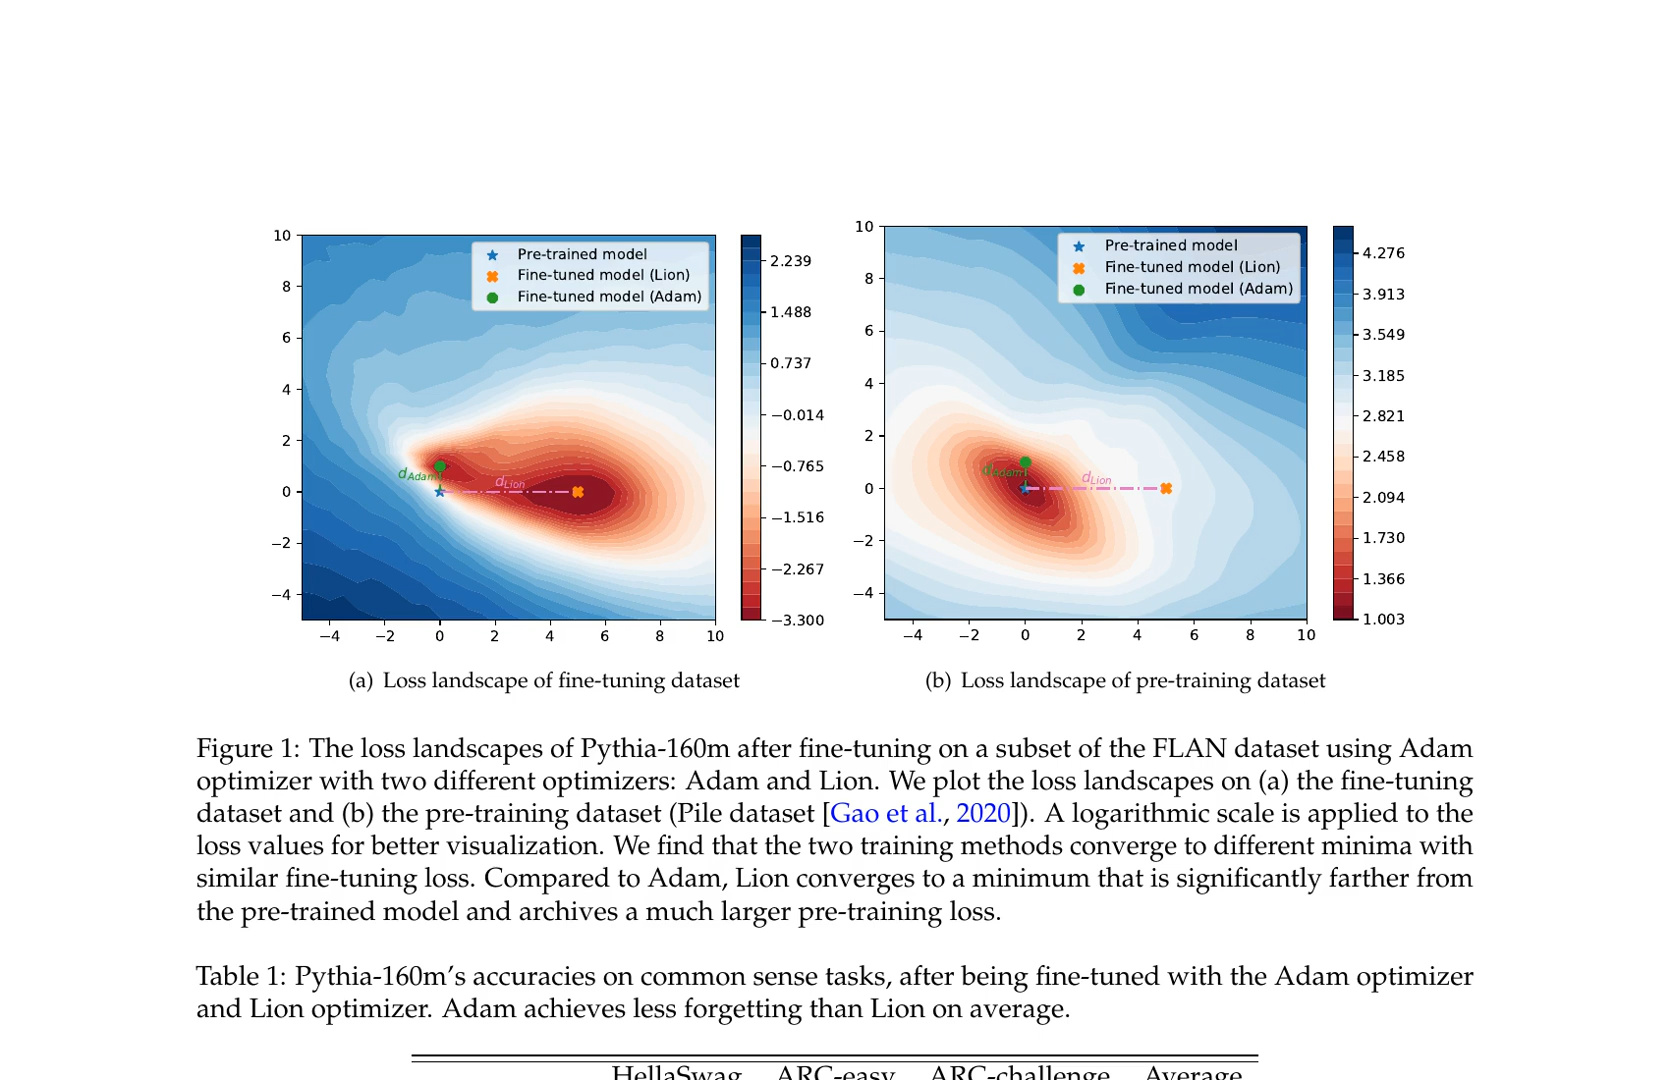 10
8
6
4
2
0
−2
−4
−4 −2 0 2 4 6 8 10
Pre-trained model
Fine-tuned model (Lion)
Fine-tuned model (Adam)
d_Adam
d_Lion
2.239
1.488
0.737
−0.014
−0.765
−1.516
−2.267
−3.300
(a) Loss landscape of fine-tuning dataset
10
8
6
4
2
0
−2
−4
−4 −2 0 2 4 6 8 10
Pre-trained model
Fine-tuned model (Lion)
Fine-tuned model (Adam)
d_Adam
d_Lion
4.276
3.913
3.549
3.185
2.821
2.458
2.094
1.730
1.366
1.003
(b) Loss landscape of pre-training dataset
Figure 1: The loss landscapes of Pythia-160m after fine-tuning on a subset of the FLAN dataset using Adam
optimizer with two different optimizers: Adam and Lion. We plot the loss landscapes on (a) the fine-tuning
dataset and (b) the pre-training dataset (Pile dataset [Gao et al., 2020]). A logarithmic scale is applied to the
loss values for better visualization. We find that the two training methods converge to different minima with
similar fine-tuning loss. Compared to Adam, Lion converges to a minimum that is significantly farther from
the pre-trained model and archives a much larger pre-training loss.
Table 1: Pythia-160m's accuracies on common sense tasks, after being fine-tuned with the Adam optimizer
and Lion optimizer. Adam achieves less forgetting than Lion on average.
HellaSwag ARC-easy ARC-challenge Average